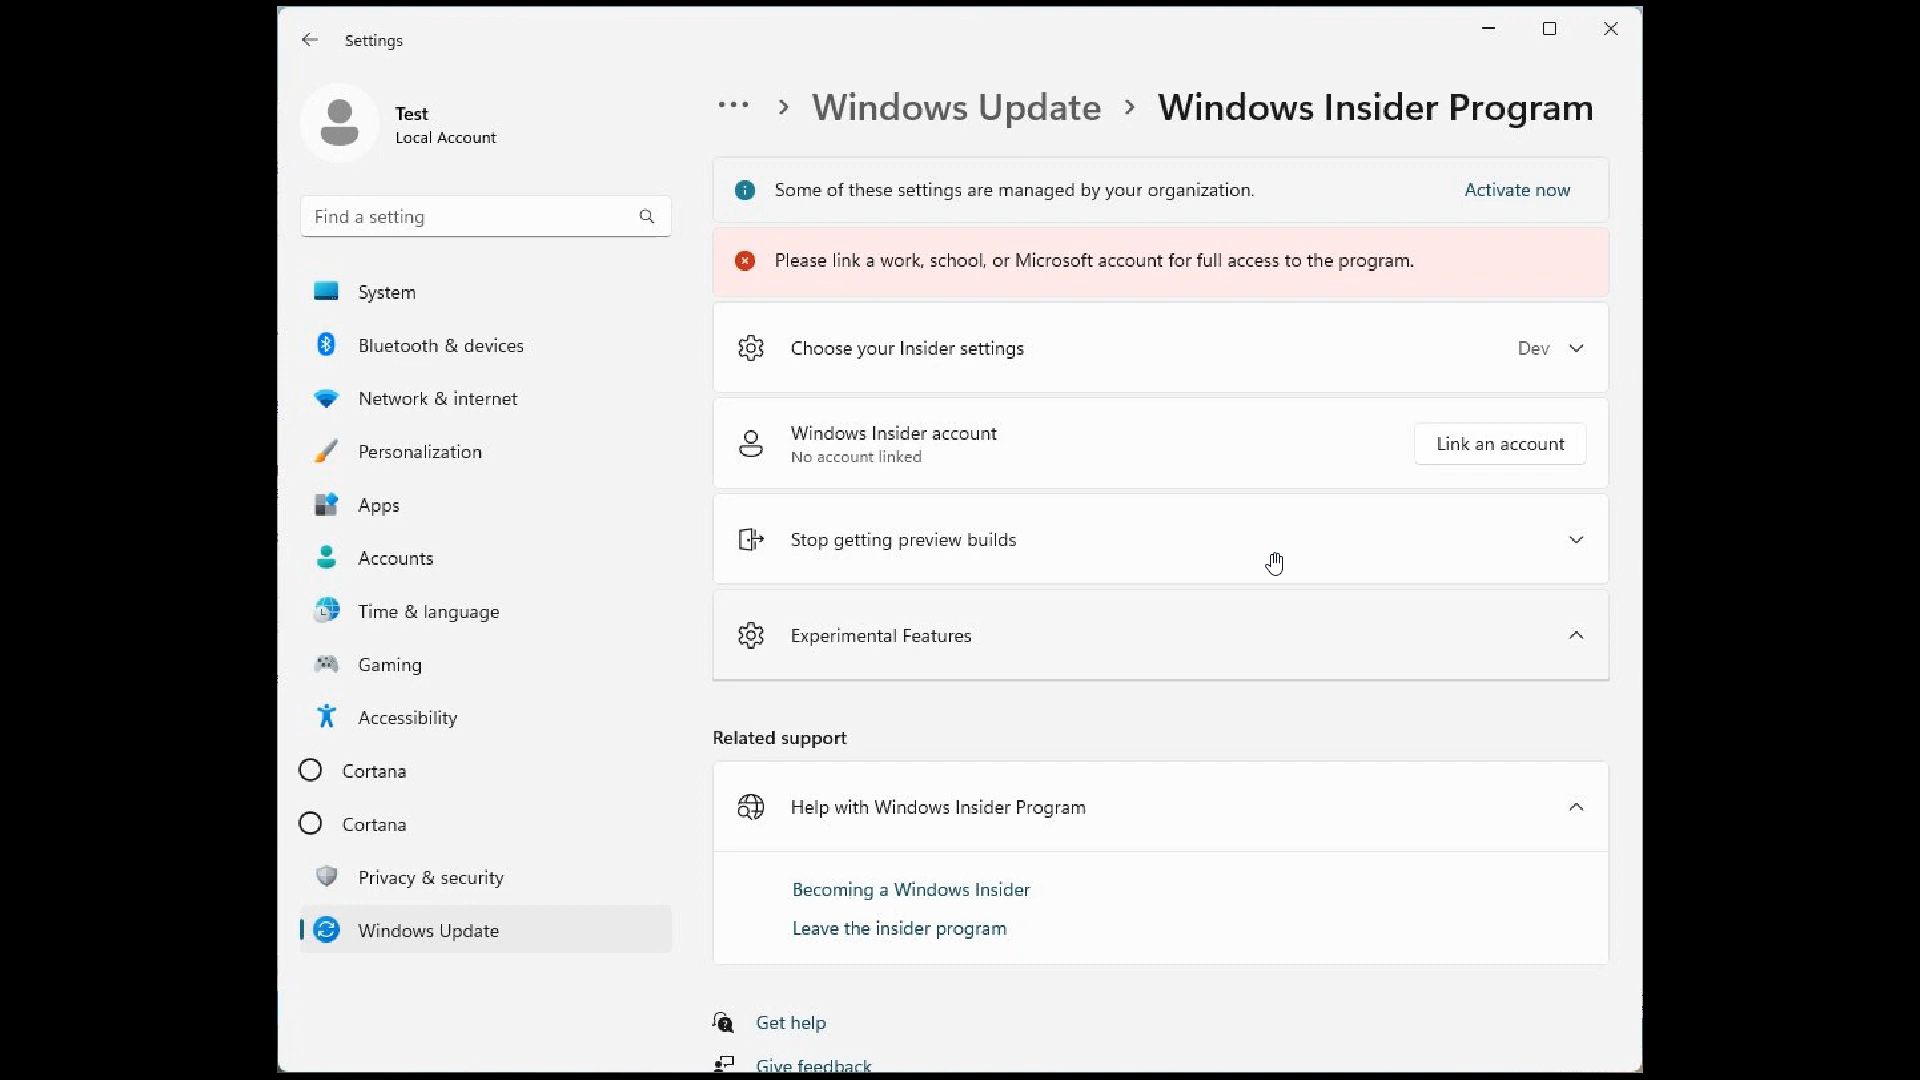 Settings
Test
Local Account
Find a setting
System
Bluetooth & devices
Network & internet
Personalization
Apps
Accounts
Time & language
Gaming
Accessibility
Cortana
Cortana
Privacy & security
Windows Update
... > Windows Update > Windows Insider Program
Some of these settings are managed by your organization. Activate now
Please link a work, school, or Microsoft account for full access to the program.
Choose your Insider settings Dev
Windows Insider account
No account linked
Link an account
Stop getting preview builds
Experimental Features
Related support
Help with Windows Insider Program
Becoming a Windows Insider
Leave the insider program
Get help
Give feedback